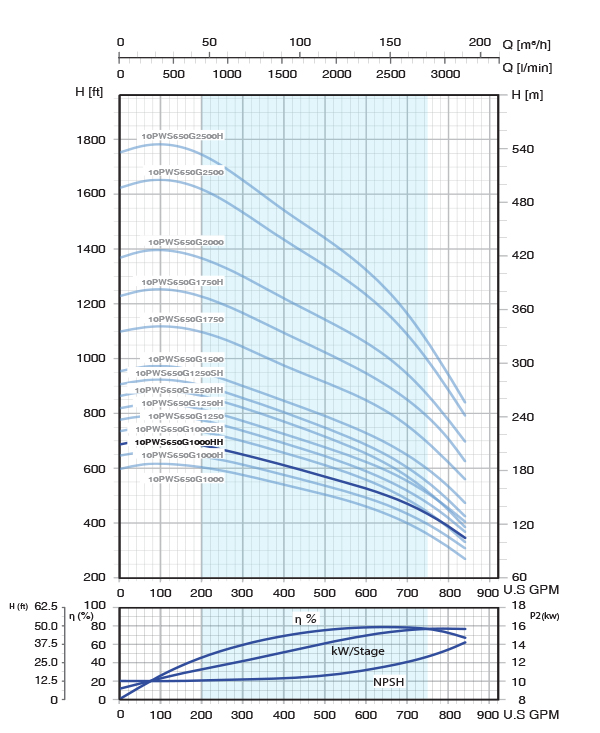 0 50 100 150 200 Q [m³/h]
0 500 1000 1500 2000 2500 3000 Q [l/min]
H [ft] H [m]
10PWS650G2500H
1800 540
10PWS650G2500
1600 480
10PWS650G2000
1400 420
10PWS650G1750H
1200 360
10PWS650G1750
1000 300
10PWS650G1500
10PWS650G1250SH
10PWS650G1250HH
10PWS650G1250H
800 240
10PWS650G1250
10PWS650G1000SH
10PWS650G1000HH
10PWS650G1000H
600 180
10PWS650G1000
400 120
200 60
0 100 200 300 400 500 600 700 800 900 U.S GPM
H (ft) 62.5 100 18
η (%) P2(kw)
η %
50.0 80 16
37.5 60 14
kW/Stage
25.0 40 12
12.5 20 10
NPSH
0 0 8
0 100 200 300 400 500 600 700 800 900 U.S GPM